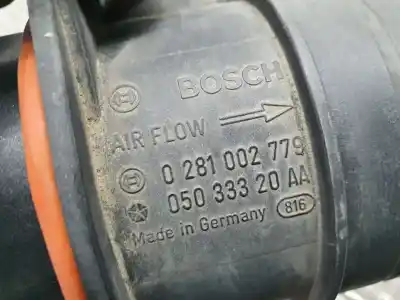 BOSCH
AIR FLOW
0 281 002 779
050 333 20 AA
Made in Germany 816